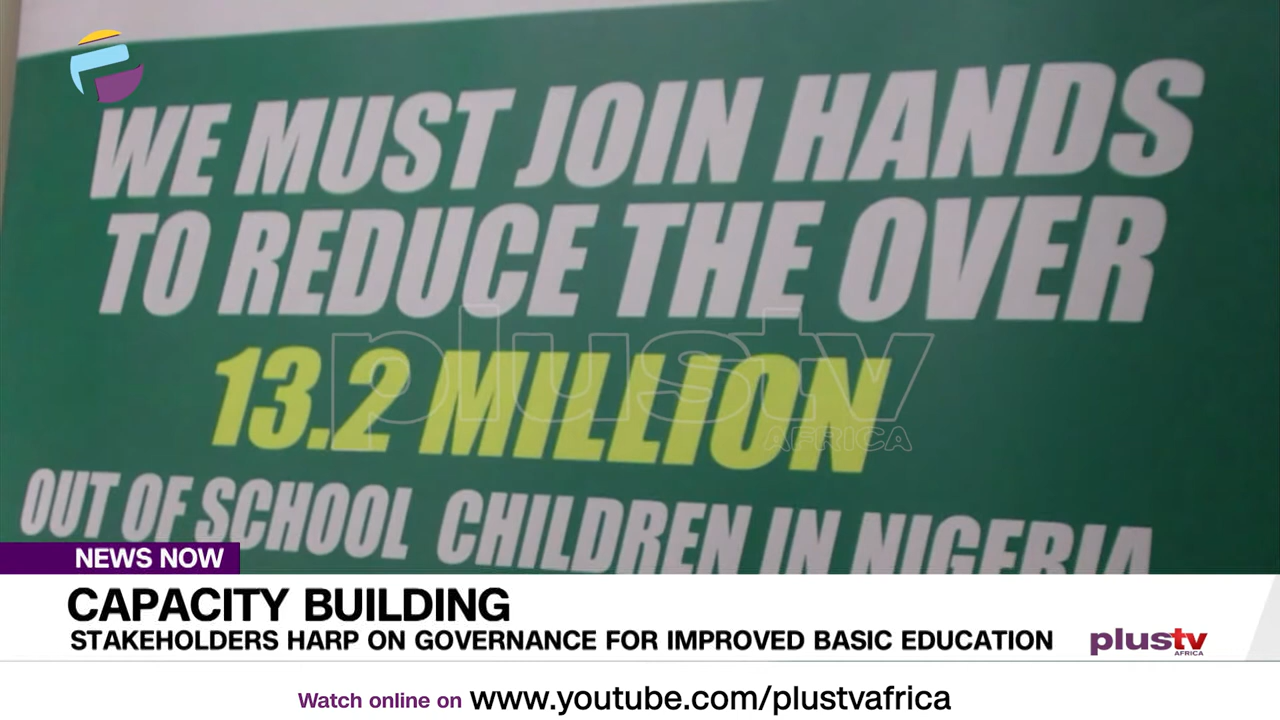 WE MUST JOIN HANDS
TO REDUCE THE OVER
13.2 MILLION
OUT OF SCHOOL CHILDREN IN NIGERIA
plustv
AFRICA
NEWS NOW
CAPACITY BUILDING
STAKEHOLDERS HARP ON GOVERNANCE FOR IMPROVED BASIC EDUCATION
plustv
AFRICA
Watch online on www.youtube.com/plustvafrica